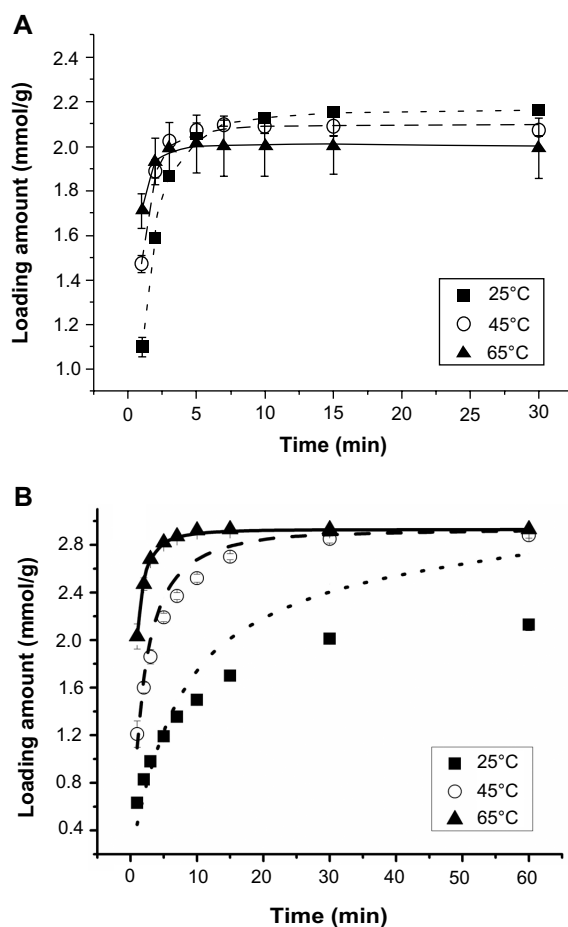 A
Loading amount (mmol/g)
2.4
2.2
2.0
1.8
1.6
1.4
1.2
1.0
25°C
45°C
65°C
0 5 10 15 20 25 30
Time (min)
B
Loading amount (mmol/g)
2.8
2.4
2.0
1.6
1.2
0.8
0.4
25°C
45°C
65°C
0 10 20 30 40 50 60
Time (min)